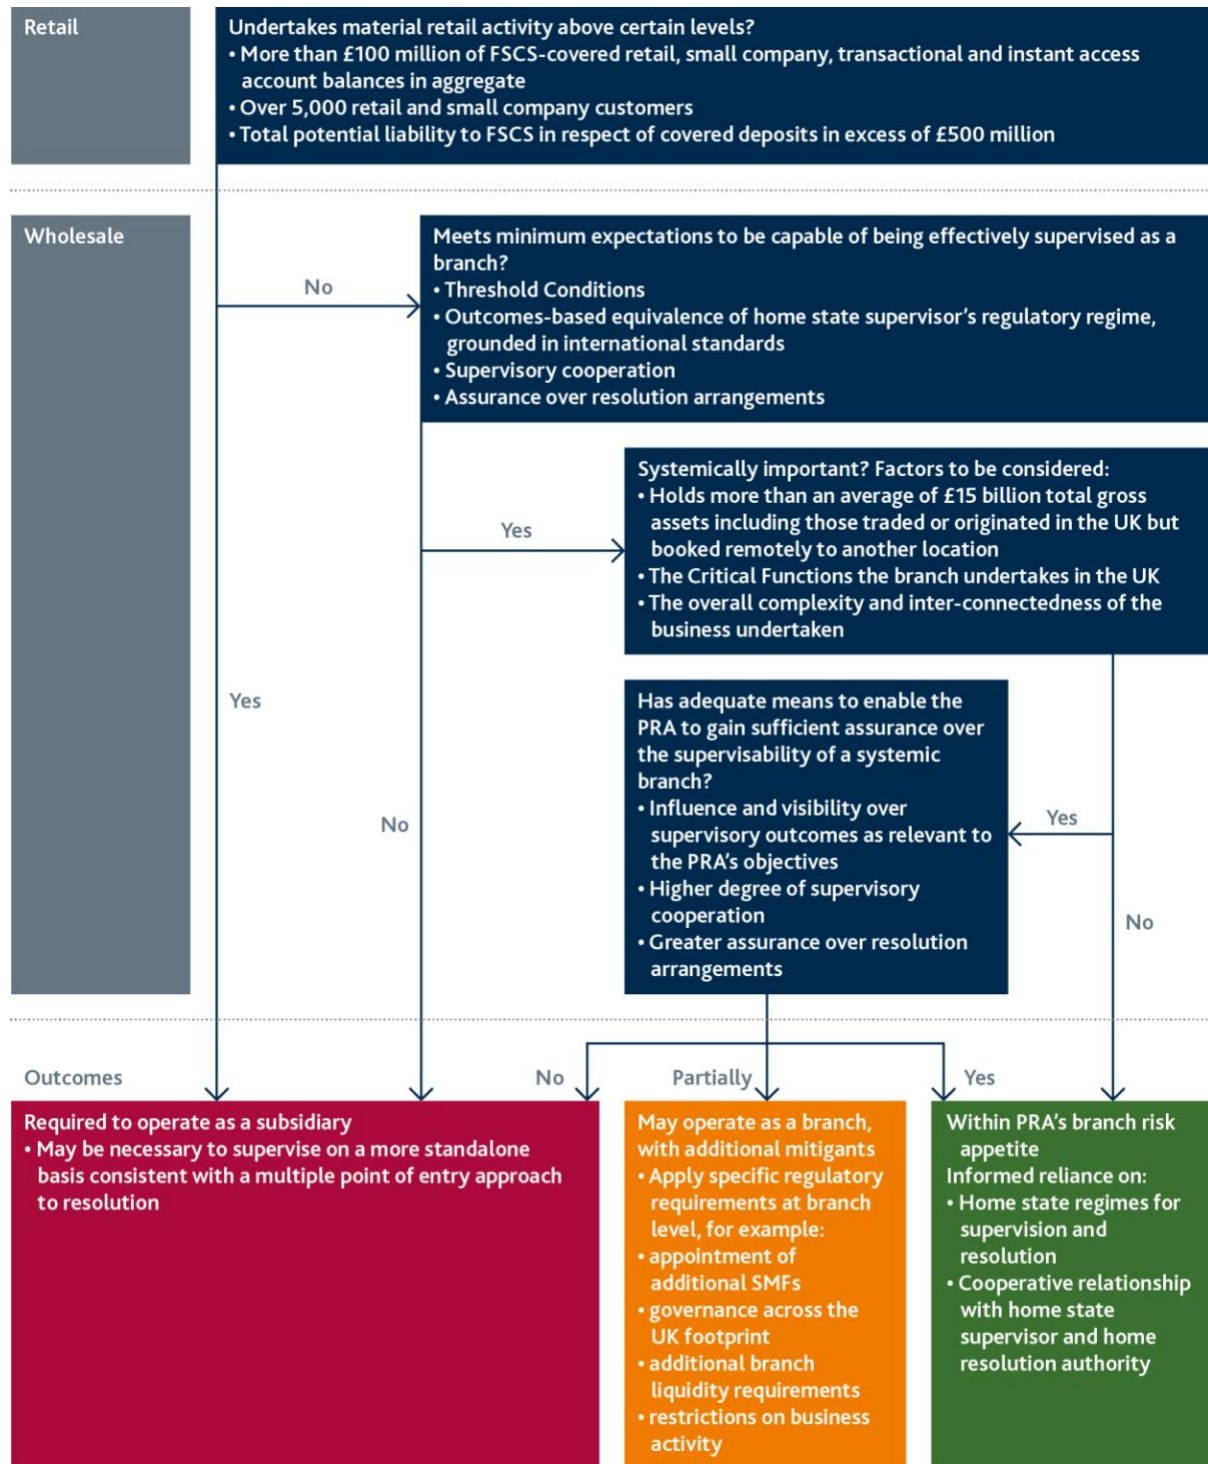 Retail
Undertakes material retail activity above certain levels?
• More than £100 million of FSCS-covered retail, small company, transactional and instant access
account balances in aggregate
• Over 5,000 retail and small company customers
• Total potential liability to FSCS in respect of covered deposits in excess of £500 million
Wholesale
Meets minimum expectations to be capable of being effectively supervised as a
branch?
• Threshold Conditions
• Outcomes-based equivalence of home state supervisor's regulatory regime,
grounded in international standards
• Supervisory cooperation
• Assurance over resolution arrangements
No
Systemically important? Factors to be considered:
• Holds more than an average of £15 billion total gross
assets including those traded or originated in the UK but
booked remotely to another location
• The Critical Functions the branch undertakes in the UK
• The overall complexity and inter-connectedness of the
business undertaken
Yes
Yes
Has adequate means to enable the
PRA to gain sufficient assurance over
the supervisability of a systemic
branch?
• Influence and visibility over
supervisory outcomes as relevant to
the PRA's objectives
• Higher degree of supervisory
cooperation
• Greater assurance over resolution
arrangements
No
Yes
No
Outcomes
No
Partially
Yes
Required to operate as a subsidiary
• May be necessary to supervise on a more standalone
basis consistent with a multiple point of entry approach
to resolution
May operate as a branch,
with additional mitigants
• Apply specific regulatory
requirements at branch
level, for example:
• appointment of
additional SMFs
• governance across the
UK footprint
• additional branch
liquidity requirements
• restrictions on business
activity
Within PRA's branch risk
appetite
Informed reliance on:
• Home state regimes for
supervision and
resolution
• Cooperative relationship
with home state
supervisor and home
resolution authority